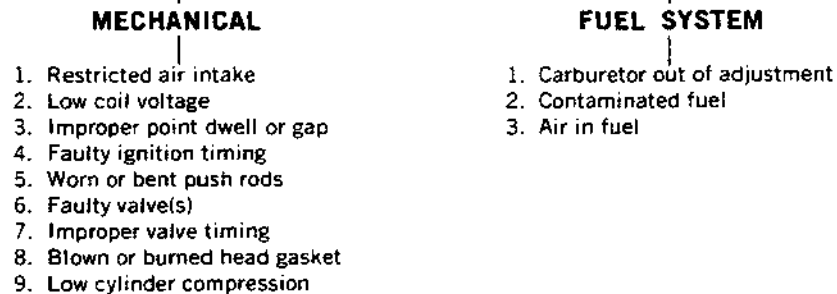 MECHANICAL
1. Restricted air intake
2. Low coil voltage
3. Improper point dwell or gap
4. Faulty ignition timing
5. Worn or bent push rods
6. Faulty valve(s)
7. Improper valve timing
8. Blown or burned head gasket
9. Low cylinder compression
FUEL SYSTEM
1. Carburetor out of adjustment
2. Contaminated fuel
3. Air in fuel